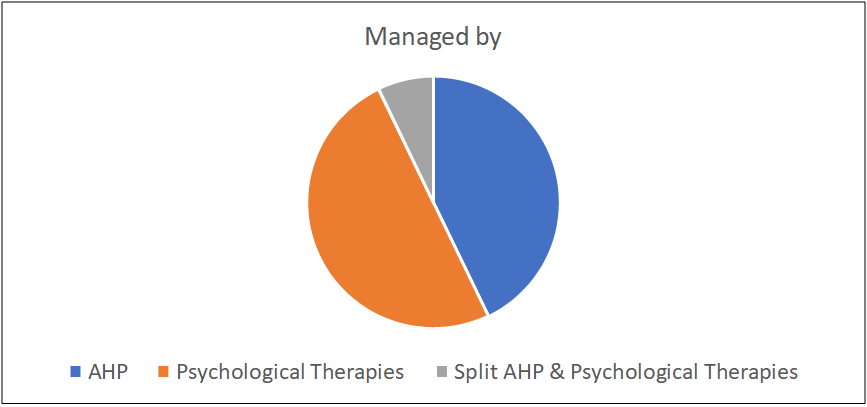 Managed by
AHP Psychological Therapies Split AHP & Psychological Therapies